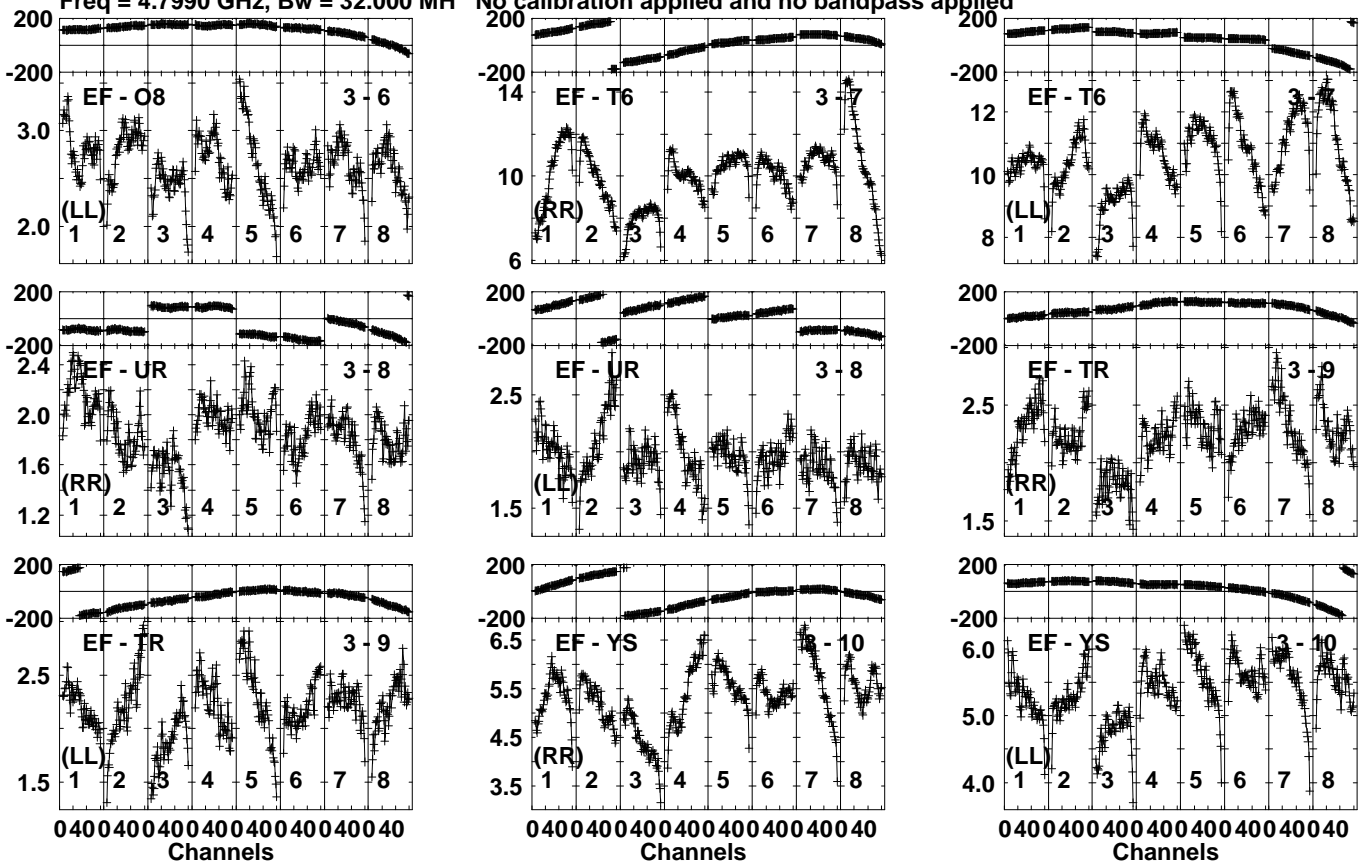 Freq = 4.7990 GHz, Bw = 32.000 MH No calibration applied and no bandpass applied
200 200 200
-200 -200 -200
EF - O8 3 - 6
14
EF - T6 3 - 7
12
EF - T6 3 - 7
3.0
10
10
2.0
(LL) (RR) (LL)
8
6
1 2 3 4 5 6 7 8
1 2 3 4 5 6 7 8
1 2 3 4 5 6 7 8
200 200 200
-200 -200 -200
2.4
EF - UR 3 - 8
2.5
EF - UR 3 - 8
2.5
EF - TR 3 - 9
2.0
1.6
(RR) (LL) (RR)
1.2
1.5
1.5
1 2 3 4 5 6 7 8
1 2 3 4 5 6 7 8
1 2 3 4 5 6 7 8
200 200 200
-200 -200 -200
EF - TR 3 - 9
6.5
EF - YS 3 - 10
6.0
EF - YS 3 - 10
2.5
5.5
5.0
4.5
(LL) (RR) (LL)
1.5
3.5
4.0
1 2 3 4 5 6 7 8
1 2 3 4 5 6 7 8
1 2 3 4 5 6 7 8
0 40 0 40 0 40 0 40 0 40 0 40 0 40 0 40
0 40 0 40 0 40 0 40 0 40 0 40 0 40 0 40
0 40 0 40 0 40 0 40 0 40 0 40 0 40 0 40
Channels Channels Channels